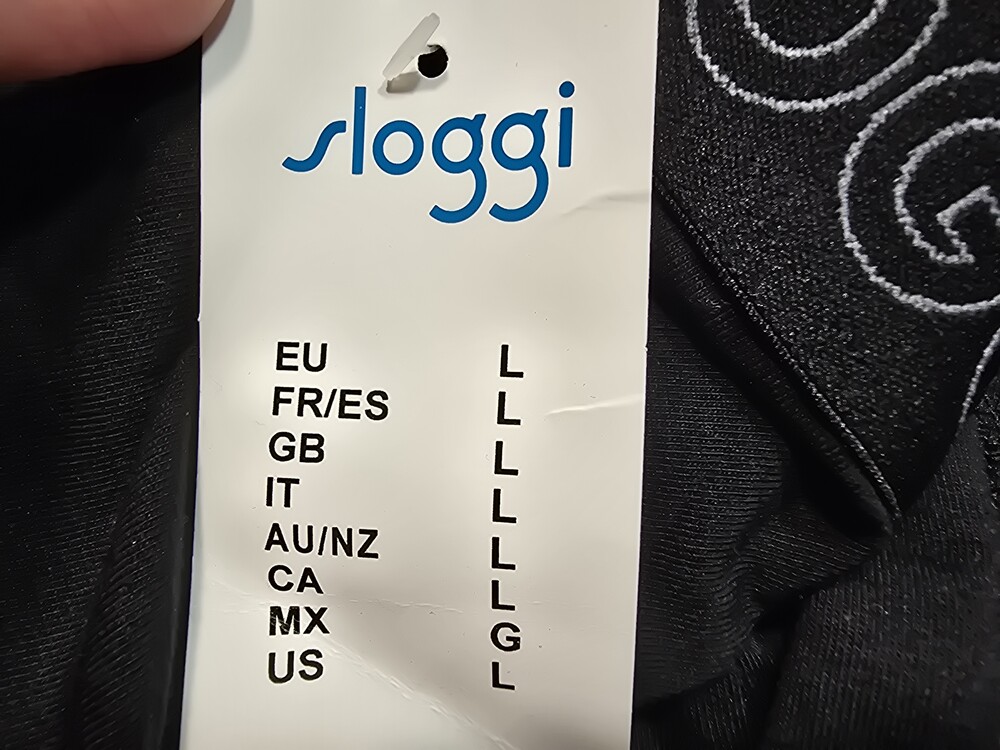 sloggi
EU L
FR/ES L
GB L
IT L
AU/NZ L
CA L
MX G
US L